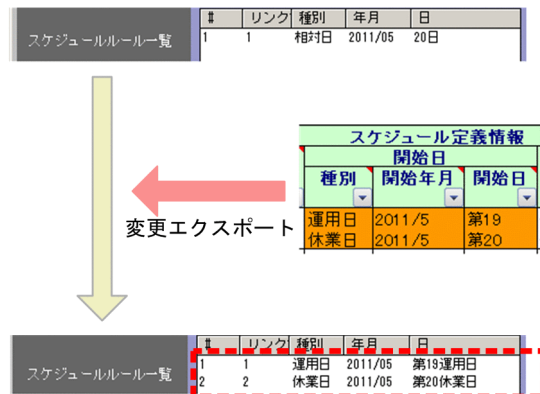 # リンク 種別 年月 日
スケジュールルール一覧 1 1 相対日 2011/05 20日
スケジュール定義情報
開始日
種別 開始年月 開始日
運用日 2011/5 第19
休業日 2011/5 第20
変更エクスポート
# リンク 種別 年月 日
1 1 運用日 2011/05 第19運用日
スケジュールルール一覧 2 2 休業日 2011/05 第20休業日